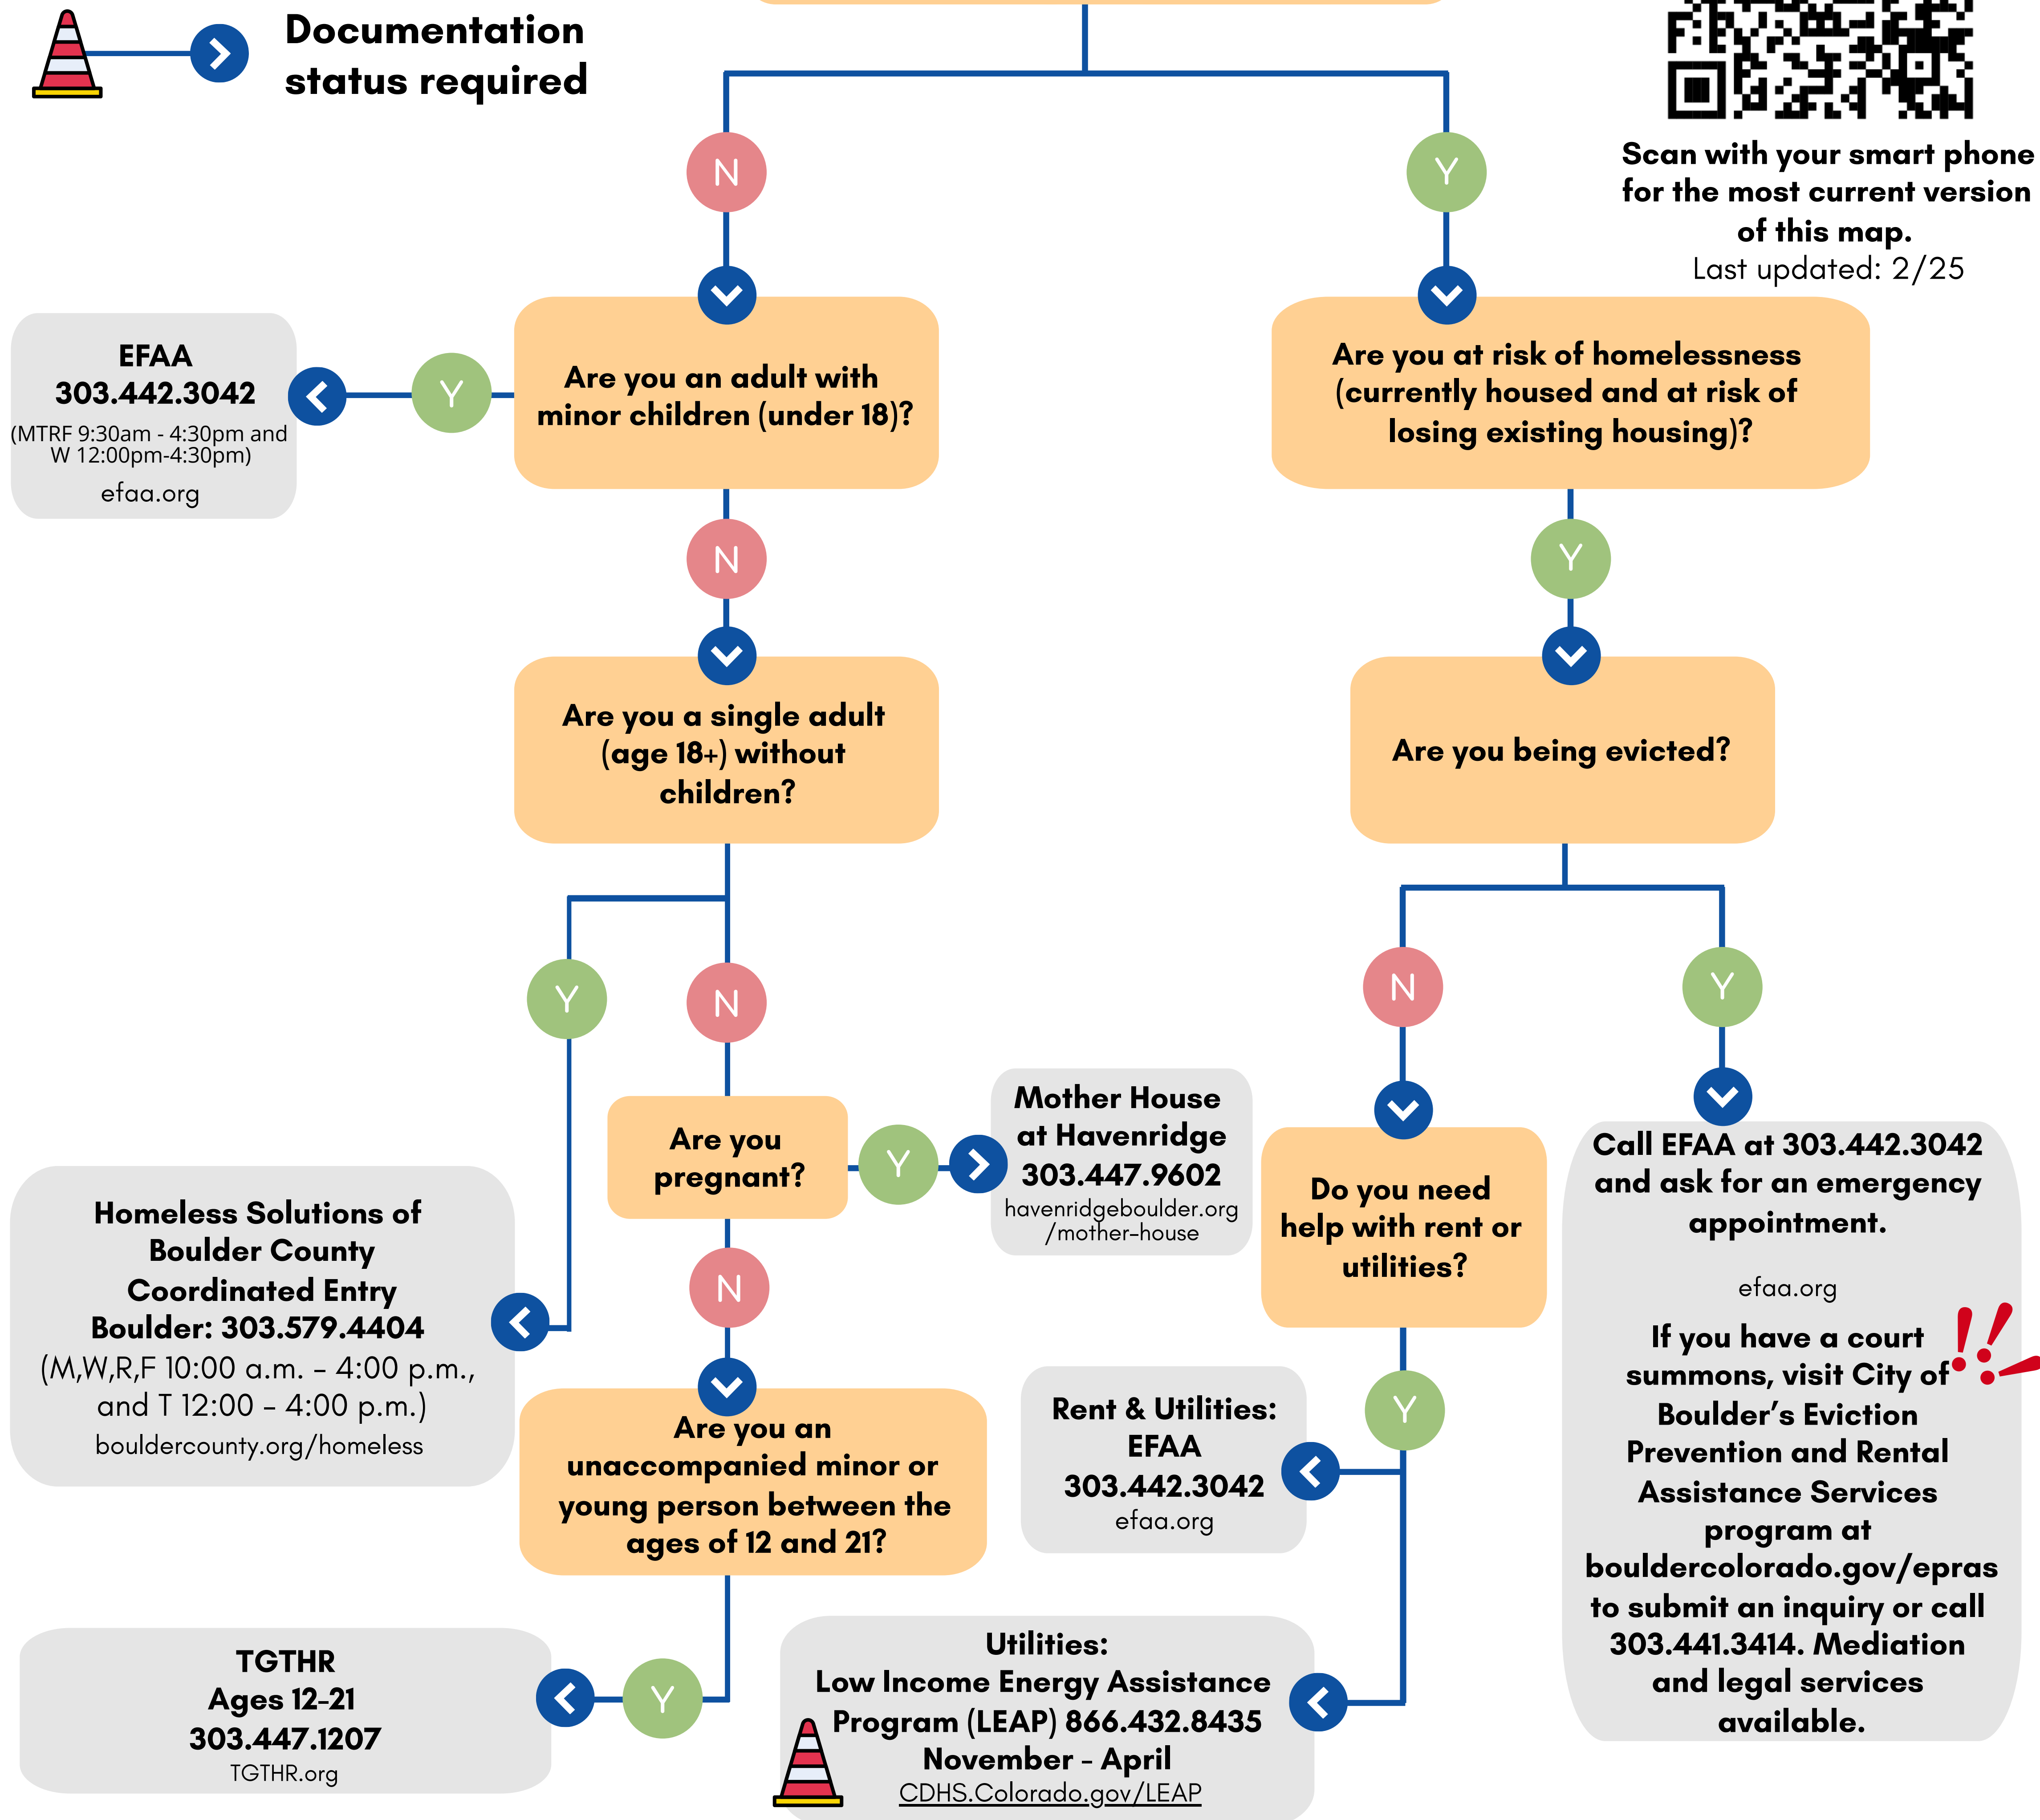 Documentation
status required
Scan with your smart phone
for the most current version
of this map.
Last updated: 2/25
N
Y
EFAA
303.442.3042
(MTRF 9:30am - 4:30pm and
W 12:00pm-4:30pm)
efaa.org
Y
Are you an adult with
minor children (under 18)?
Are you at risk of homelessness
(currently housed and at risk of
losing existing housing)?
N
Y
Are you a single adult
(age 18+) without
children?
Are you being evicted?
Y
N
N
Y
Are you
pregnant?
Y
Mother House
at Havenridge
303.447.9602
havenridgeboulder.org
/mother-house
Homeless Solutions of
Boulder County
Coordinated Entry
Boulder: 303.579.4404
(M,W,R,F 10:00 a.m. - 4:00 p.m.,
and T 12:00 - 4:00 p.m.)
bouldercounty.org/homeless
N
Do you need
help with rent or
utilities?
Call EFAA at 303.442.3042
and ask for an emergency
appointment.
efaa.org
If you have a court
summons, visit City of
Boulder's Eviction
Prevention and Rental
Assistance Services
program at
bouldercolorado.gov/epras
to submit an inquiry or call
303.441.3414. Mediation
and legal services
available.
Are you an
unaccompanied minor or
young person between the
ages of 12 and 21?
Y
Rent & Utilities:
EFAA
303.442.3042
efaa.org
TGTHR
Ages 12-21
303.447.1207
TGTHR.org
Y
Utilities:
Low Income Energy Assistance
Program (LEAP) 866.432.8435
November - April
CDHS.Colorado.gov/LEAP